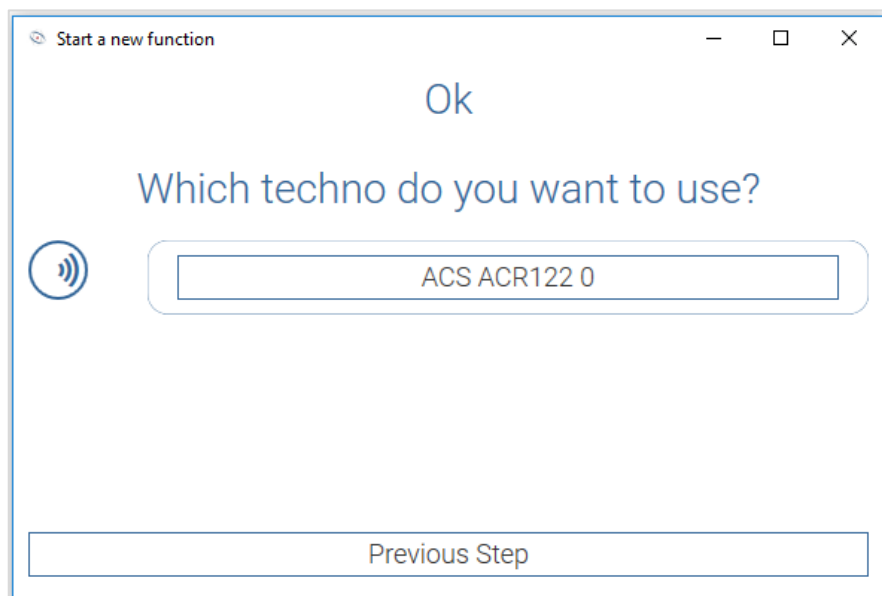 Start a new function
Ok
Which techno do you want to use?
ACS ACR122 0
Previous Step